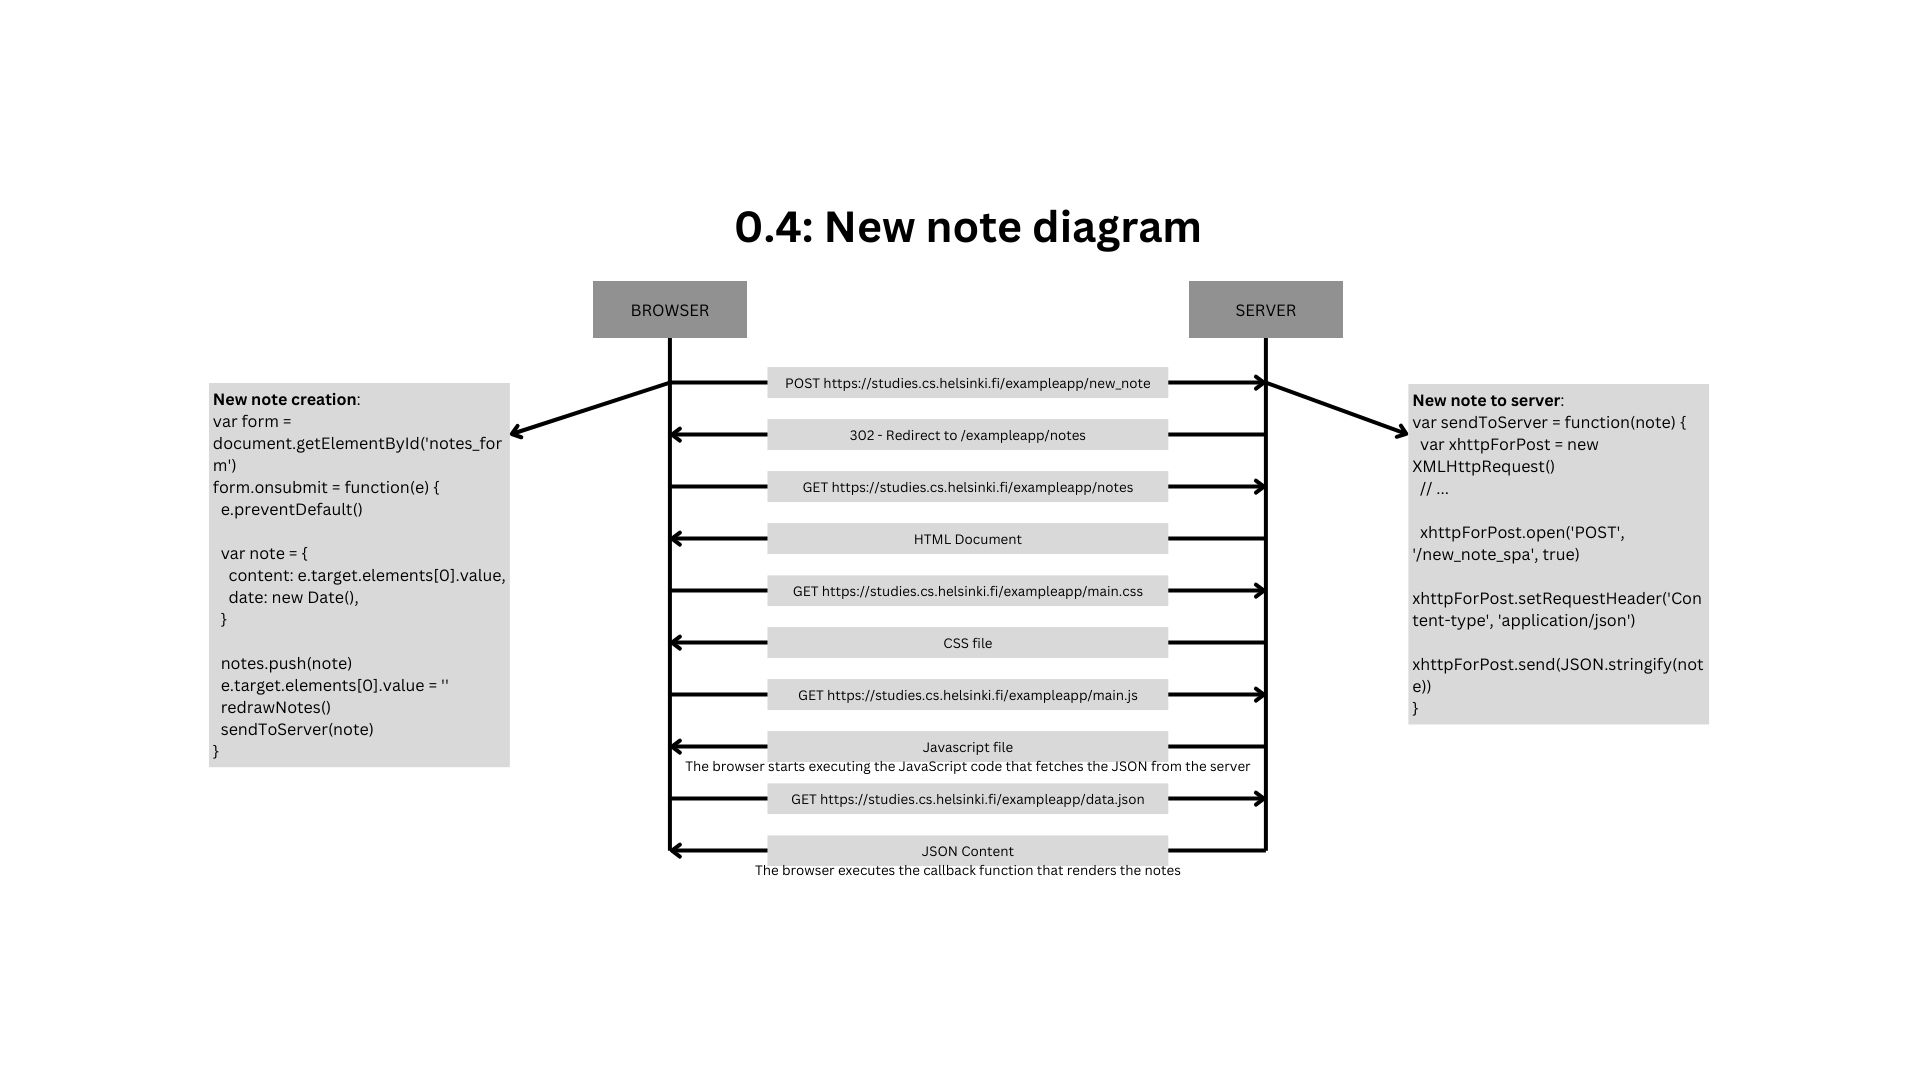 0.4: New note diagram
BROWSER
SERVER
New note creation:
var form =
document.getElementById('notes_for
m')
form.onsubmit = function(e) {
  e.preventDefault()
  var note = {
    content: e.target.elements[0].value,
    date: new Date(),
  }
  notes.push(note)
  e.target.elements[0].value = ''
  redrawNotes()
  sendToServer(note)
}
POST https://studies.cs.helsinki.fi/exampleapp/new_note
302 - Redirect to /exampleapp/notes
GET https://studies.cs.helsinki.fi/exampleapp/notes
HTML Document
GET https://studies.cs.helsinki.fi/exampleapp/main.css
CSS file
GET https://studies.cs.helsinki.fi/exampleapp/main.js
Javascript file
The browser starts executing the JavaScript code that fetches the JSON from the server
GET https://studies.cs.helsinki.fi/exampleapp/data.json
JSON Content
The browser executes the callback function that renders the notes
New note to server:
var sendToServer = function(note) {
  var xhttpForPost = new
XMLHttpRequest()
  // ...
  xhttpForPost.open('POST',
'/new_note_spa', true)
xhttpForPost.setRequestHeader('Con
tent-type', 'application/json')
xhttpForPost.send(JSON.stringify(not
e))
}